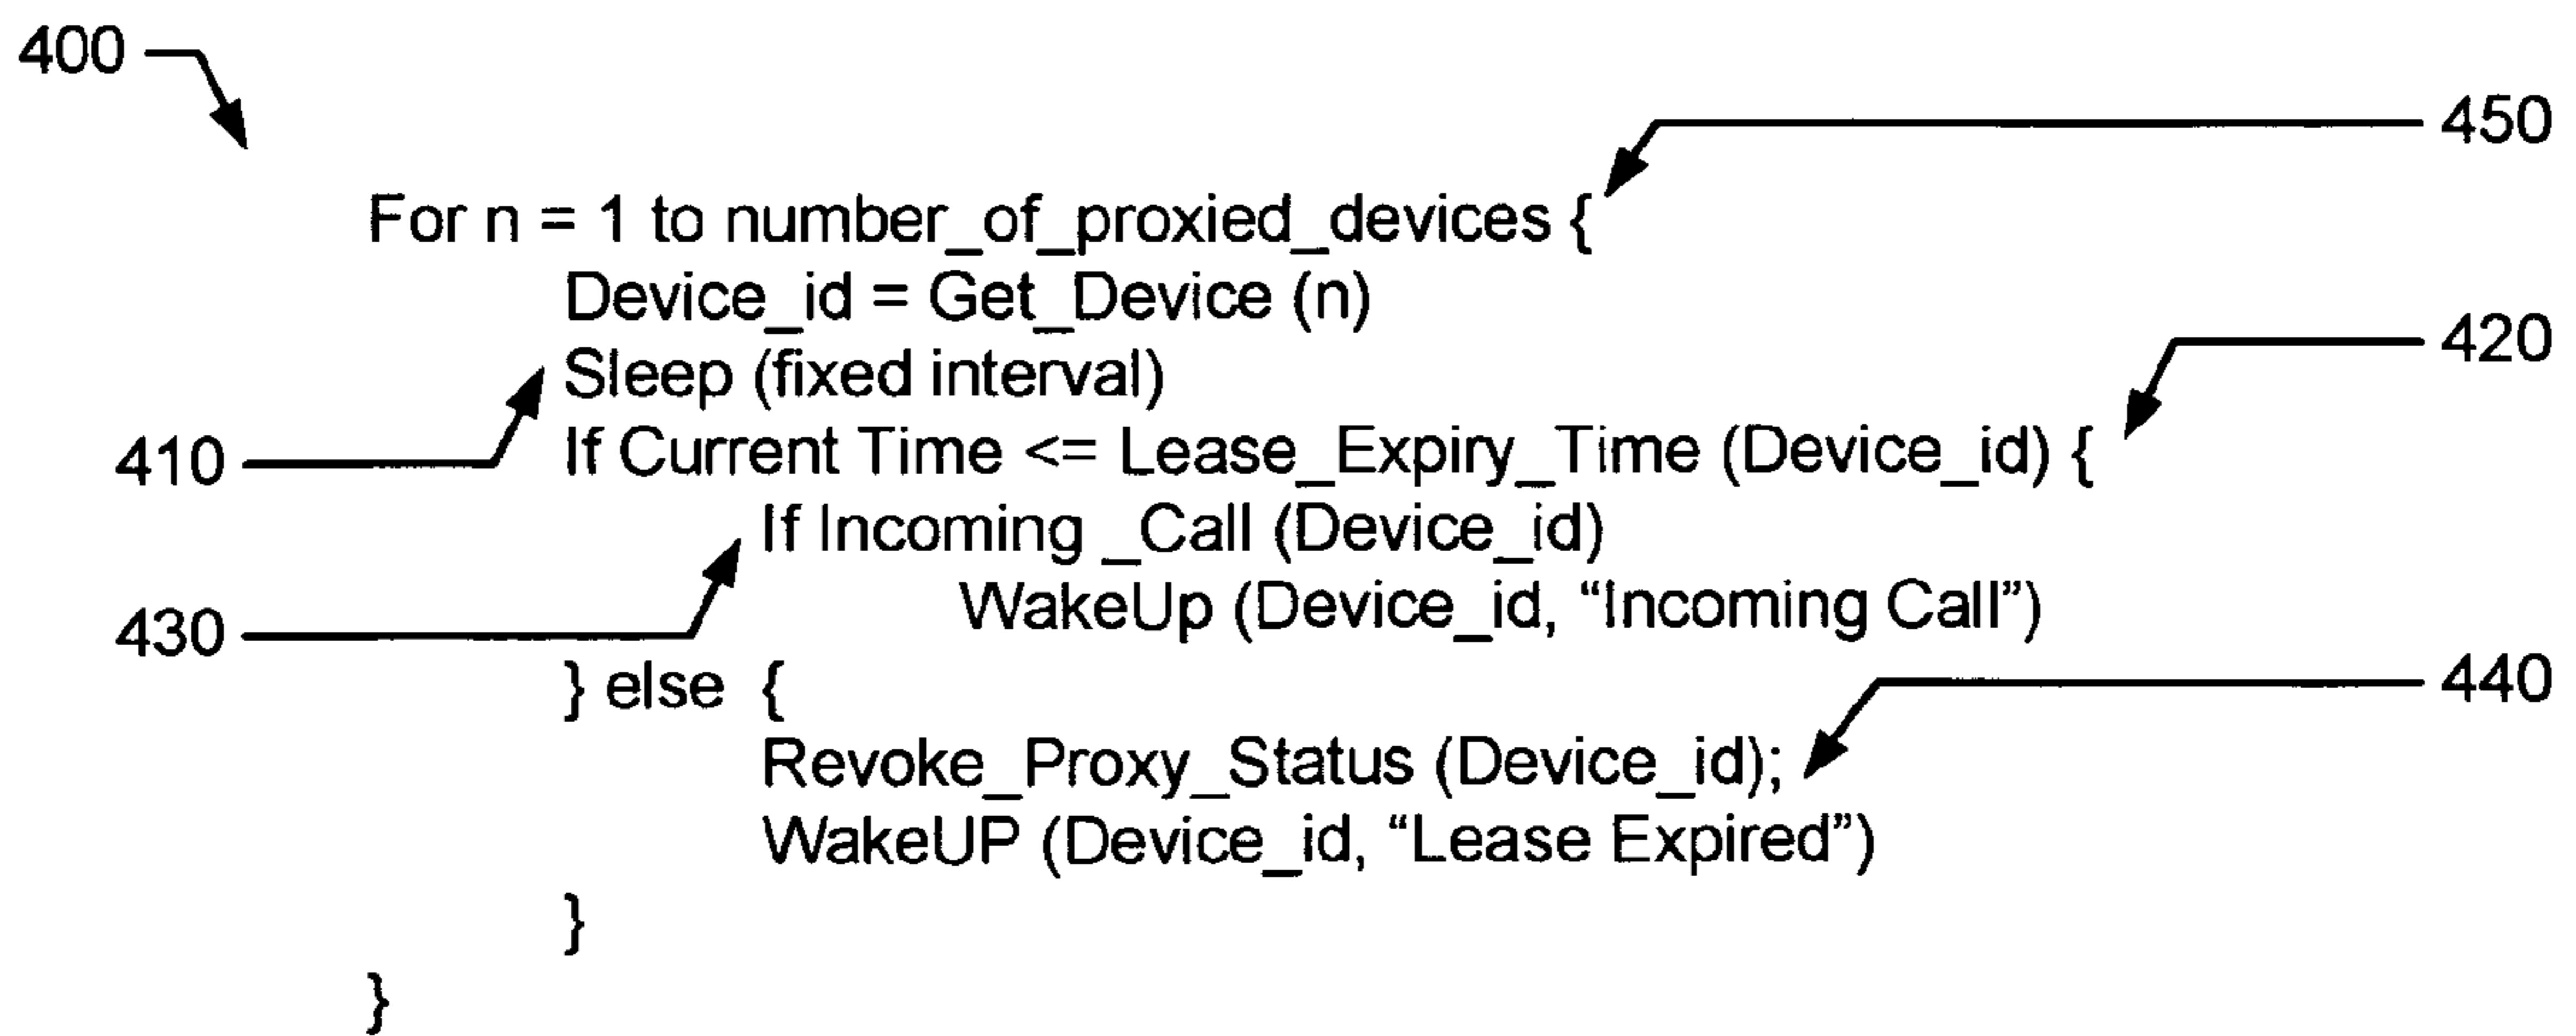 400
450
For n = 1 to number_of_proxied_devices {
Device_id = Get_Device (n)
420
Sleep (fixed interval)
410
If Current Time <= Lease_Expiry_Time (Device_id) {
If Incoming _Call (Device_id)
WakeUp (Device_id, “Incoming Call”)
430
} else {
440
Revoke_Proxy_Status (Device_id);
WakeUP (Device_id, “Lease Expired”)
}
}